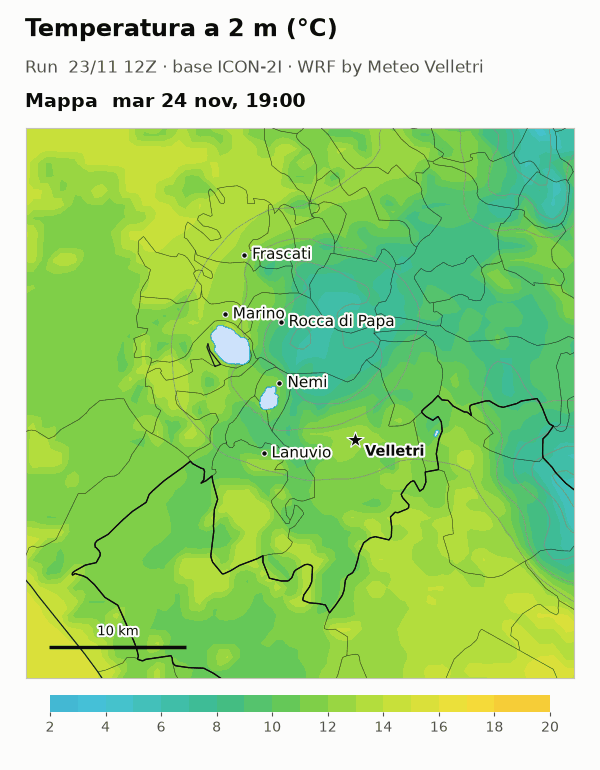 Temperatura a 2 m (°C)
Run  23/11 12Z · base ICON-2I · WRF by Meteo Velletri
Mappa  mar 24 nov, 19:00
Frascati
Marino
Rocca di Papa
Nemi
Velletri
Lanuvio
10 km
2 4 6 8 10 12 14 16 18 20